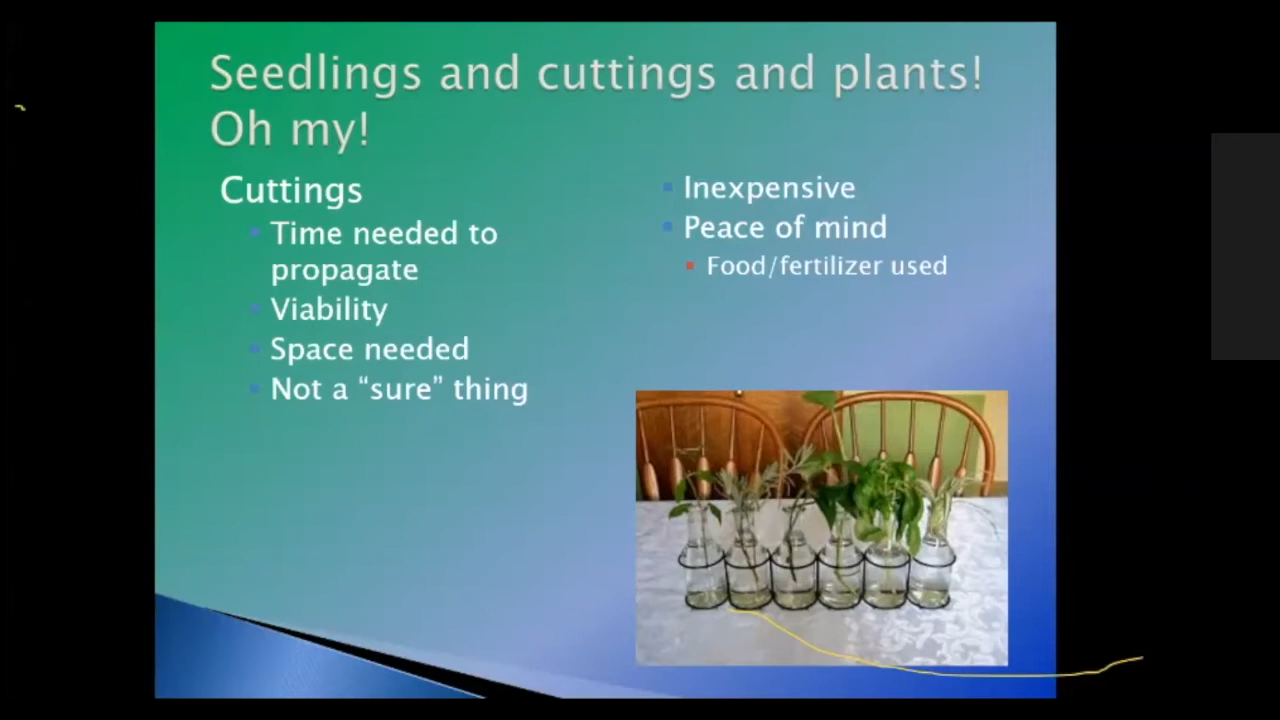 Seedlings and cuttings and plants!
Oh my!
Cuttings
Time needed to
propagate
Viability
Space needed
Not a “sure” thing
Inexpensive
Peace of mind
Food/fertilizer used